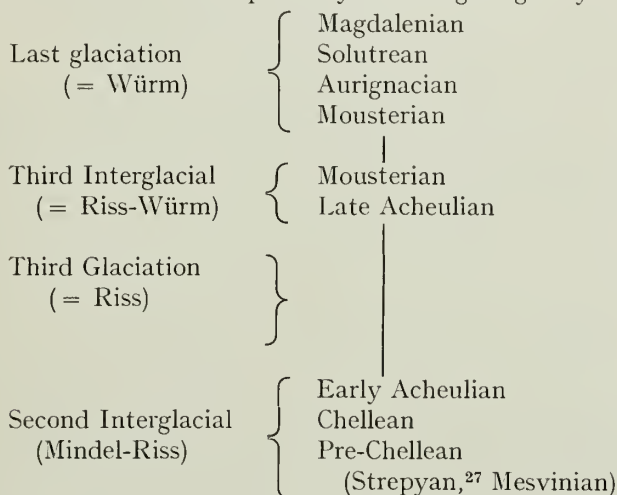 Last glaciation
(= Würm)
Magdalenian
Solutrean
Aurignacian
Mousterian
Third Interglacial
(= Riss-Würm)
Mousterian
Late Acheulian
Third Glaciation
(= Riss)
Second Interglacial
(Mindel-Riss)
Early Acheulian
Chellean
Pre-Chellean
(Strepyan,²⁷ Mesvinian)